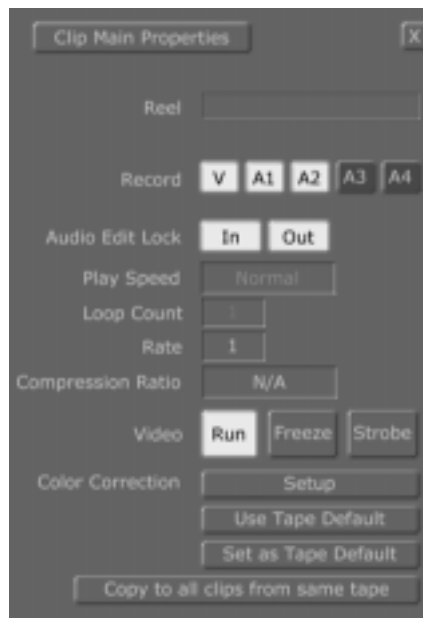 Clip Main Properties X
Reel
Record V A1 A2 A3 A4
Audio Edit Lock In Out
Play Speed Normal
Loop Count 1
Rate 1
Compression Ratio N/A
Video Run Freeze Strobe
Color Correction Setup
Use Tape Default
Set as Tape Default
Copy to all clips from same tape